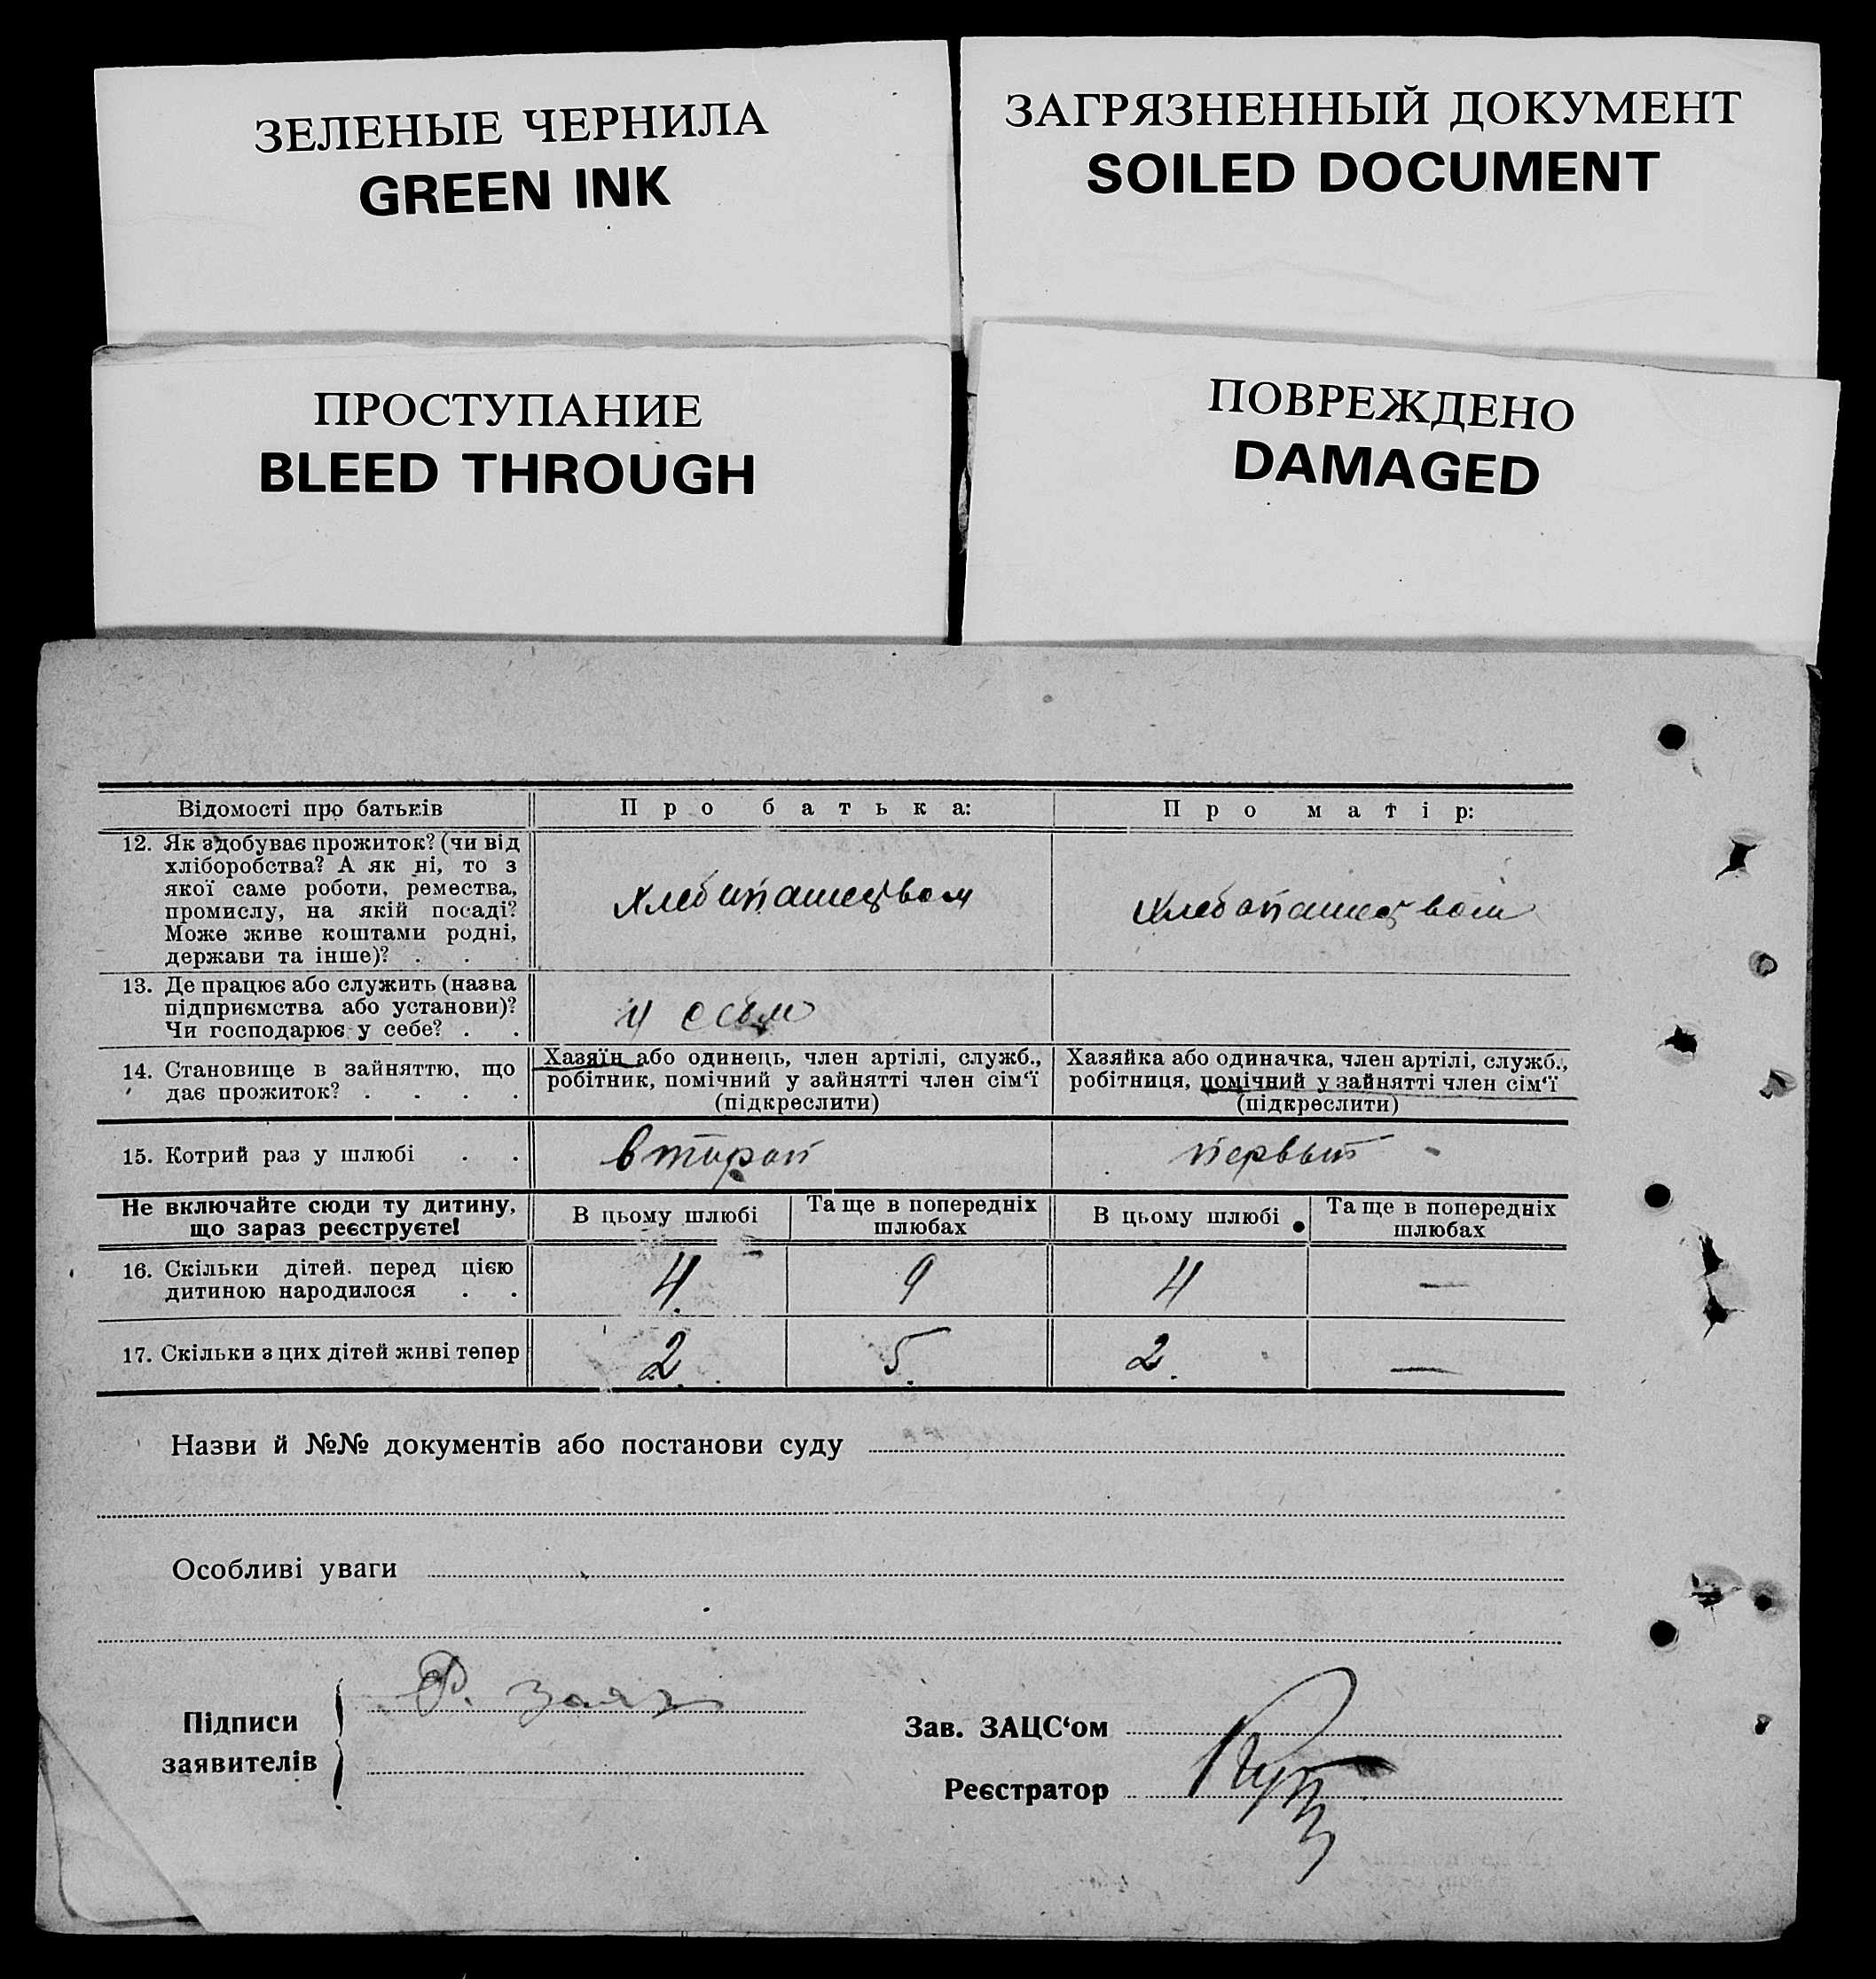 ЗЕЛЕНЫЕ ЧЕРНИЛА
GREEN INK
ЗАГРЯЗНЕННЫЙ ДОКУМЕНТ
SOILED DOCUMENT
ПРОСТУПАНИЕ
BLEED THROUGH
ПОВРЕЖДЕНО
DAMAGED
Відомості про батьків
Про батька:
Про матір:
12. Як здобуває прожиток? (чи від
хліборобства? А як ні, то з
якої саме роботи, ремества,
промислу, на якій посаді?
Може живе коштами родні,
держави та інше)? . .
Хлебопашеством
Хлебопашеством
13. Де працює або служить (назва
підприємства або установи)?
Чи господарює у себе? . .
14. Становище в зайняттю, що
дає прожиток? . . . .
Хазяїн або одинець, член артілі, служб.,
робітник, помічний у зайнятті член сім'ї
(підкреслити)
Хазяйка або одиначка, член артілі, служб.,
робітниця, помічний у зайнятті член сім'ї
(підкреслити)
15. Котрий раз у шлюбі . .
второй
первый
Не включайте сюди ту дитину,
що зараз реєструєте!
В цьому шлюбі
Та ще в попередніх
шлюбах
В цьому шлюбі
Та ще в попередніх
шлюбах
16. Скільки дітей перед цією
дитиною народилося . .
4
9
4
—
17. Скільки з цих дітей живі тепер
2
5
2
—
Назви й №№ документів або постанови суду
Особливі уваги
Підписи
заявителів
Зав. ЗАЦС'ом
Реєстратор